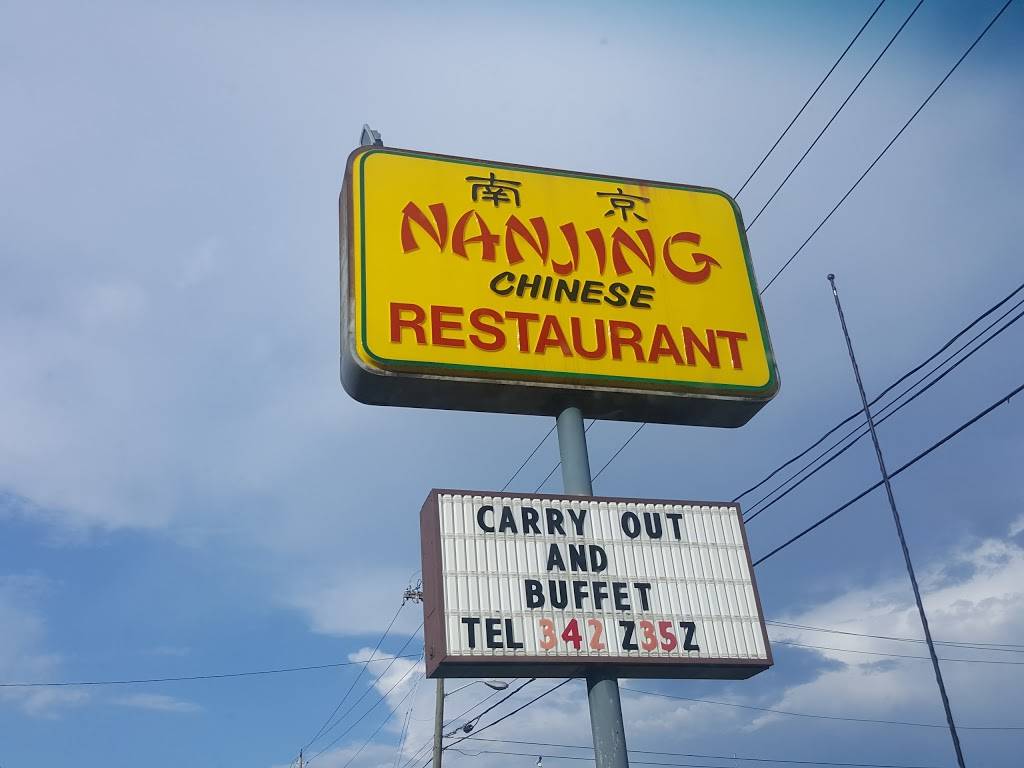 南京
NANJING
CHINESE
RESTAURANT
CARRY OUT
AND
BUFFET
TEL 342 Z35Z